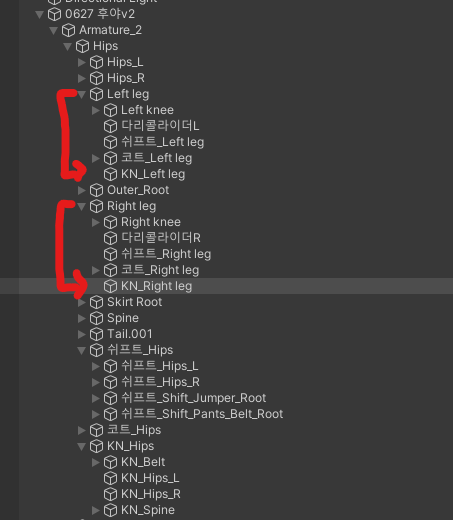 0627 후야v2
Armature_2
Hips
Hips_L
Hips_R
Left leg
Left knee
다리콜라이더L
쉬프트_Left leg
코트_Left leg
KN_Left leg
Outer_Root
Right leg
Right knee
다리콜라이더R
쉬프트_Right leg
코트_Right leg
KN_Right leg
Skirt Root
Spine
Tail.001
쉬프트_Hips
쉬프트_Hips_L
쉬프트_Hips_R
쉬프트_Shift_Jumper_Root
쉬프트_Shift_Pants_Belt_Root
코트_Hips
KN_Hips
KN_Belt
KN_Hips_L
KN_Hips_R
KN_Spine